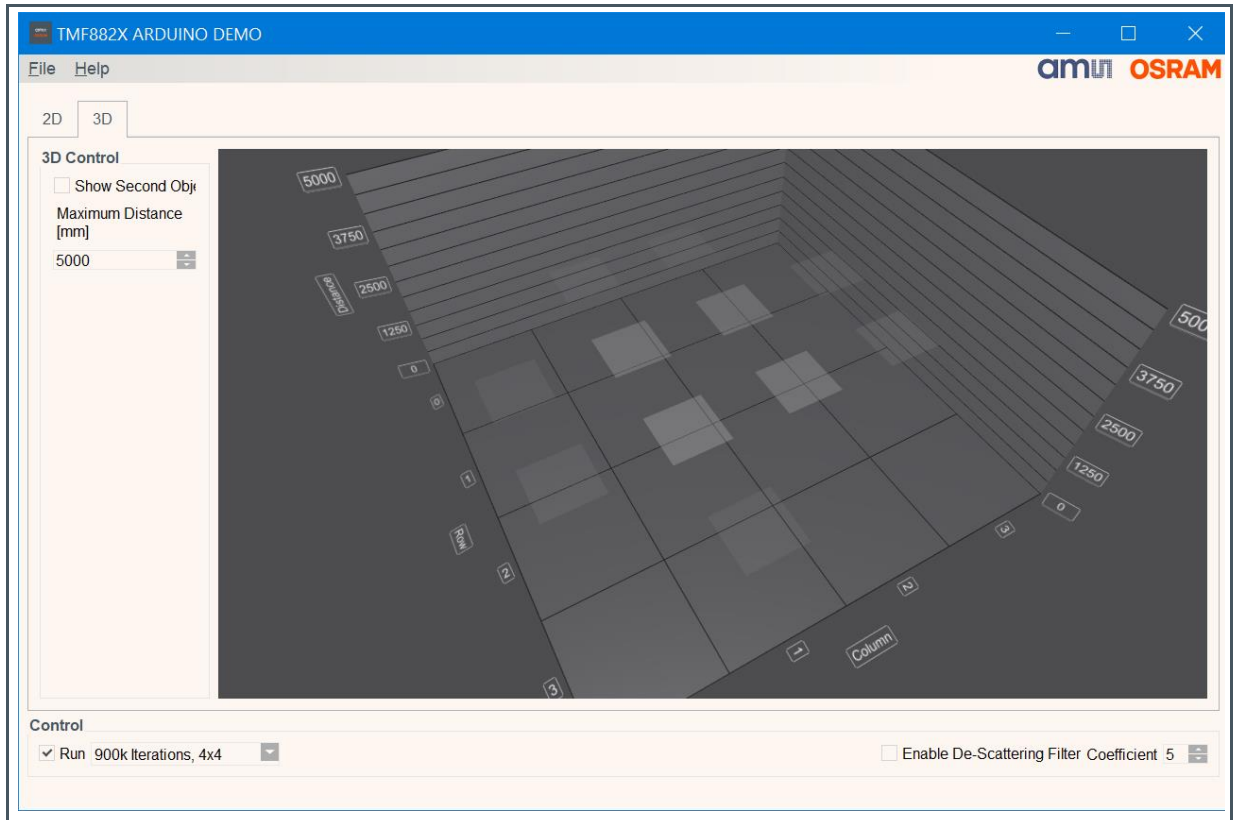 TMF882X ARDUINO DEMO
File Help
amu OSRAM
2D 3D
3D Control
Show Second Obje
Maximum Distance
[mm]
5000
5000
3750
2500
1250
0
Distance
0
1
2
3
Row
1
2
3
Column
500
3750
2500
1250
0
Control
Run 900k Iterations, 4x4
Enable De-Scattering Filter Coefficient 5